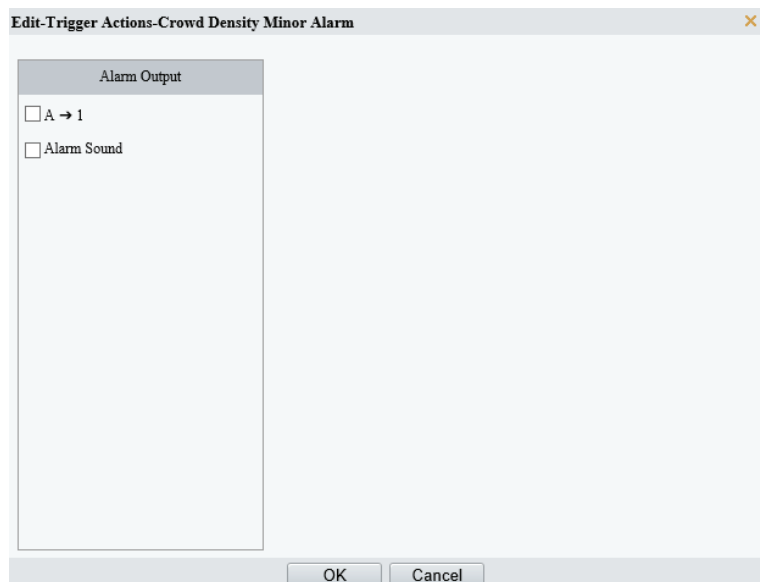 Edit-Trigger Actions-Crowd Density Minor Alarm
Alarm Output
A → 1
Alarm Sound
OK Cancel